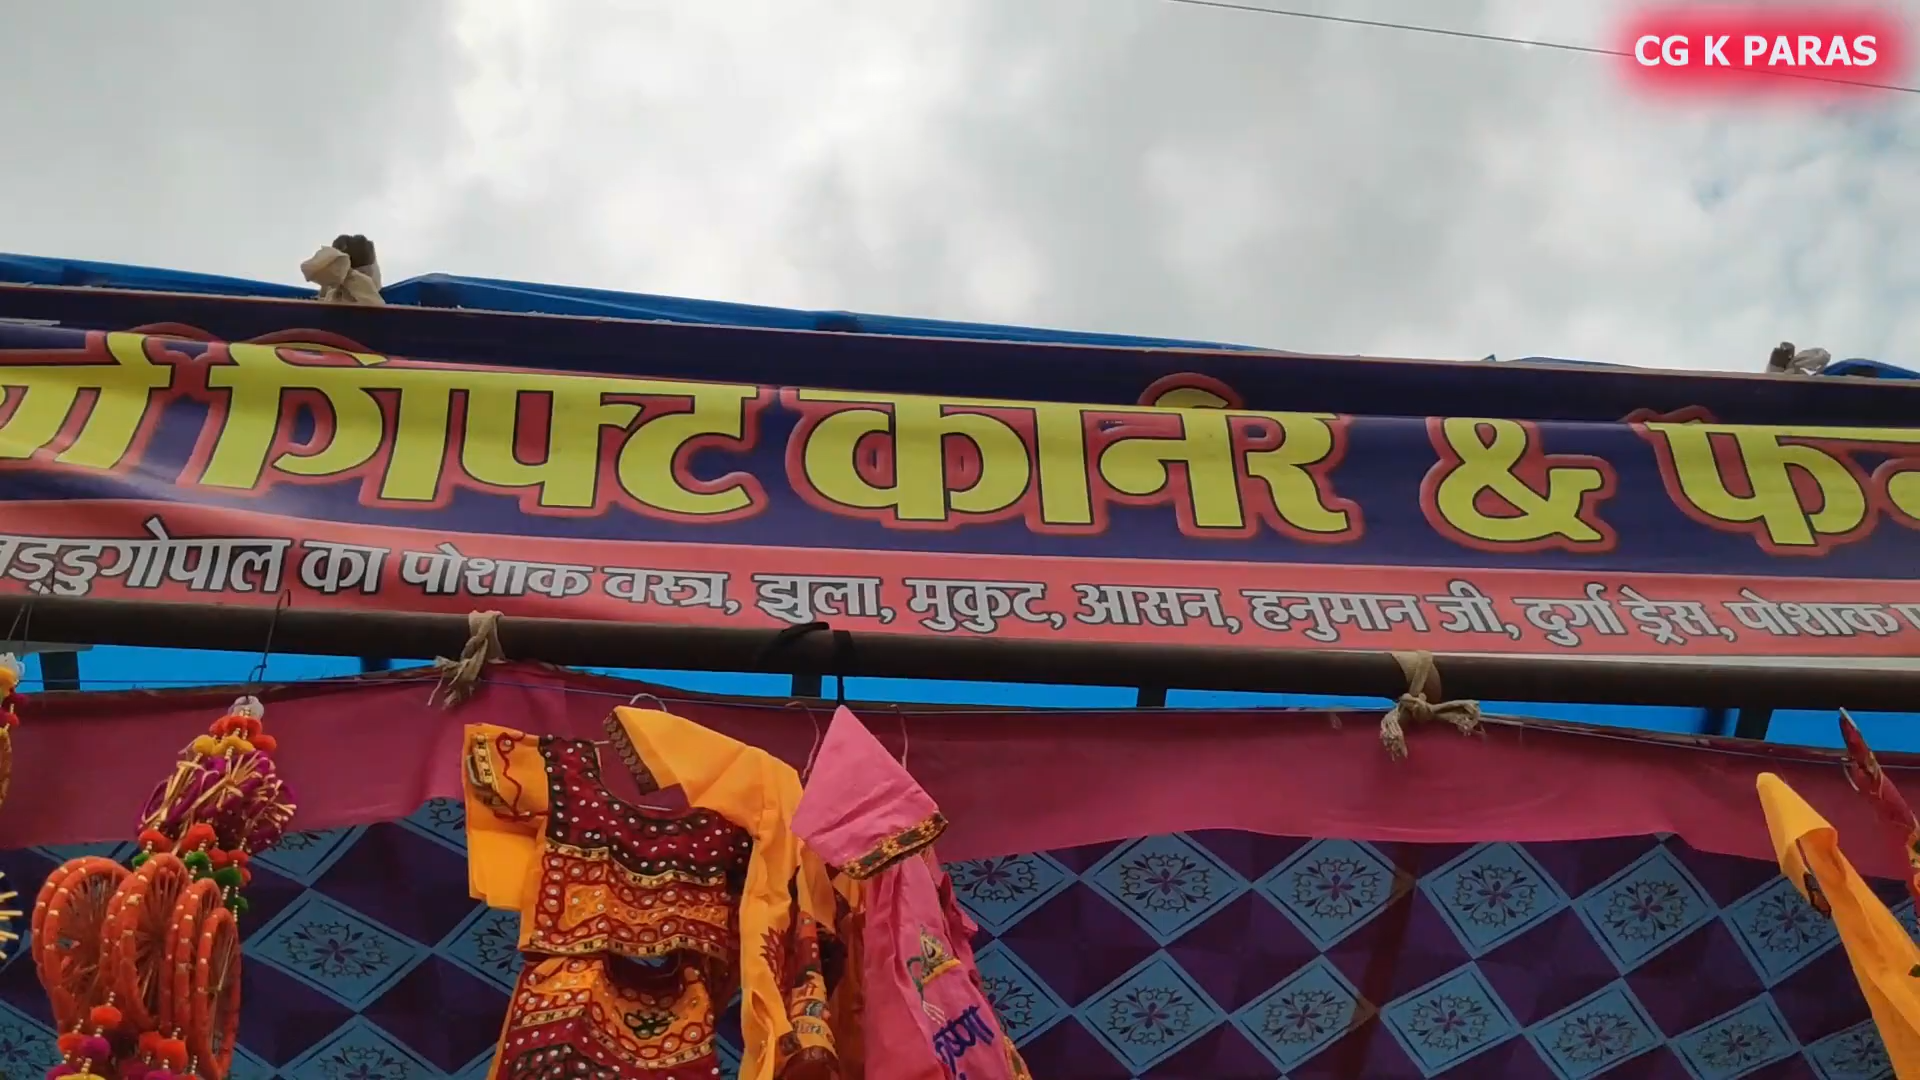 CG K PARAS
गिफ्ट कार्नर &
लड्डुगोपाल का पोशाक वस्त्र, झुला, मुकुट, आसन, हनुमान जी, दुर्गा ड्रेस, पोशाक